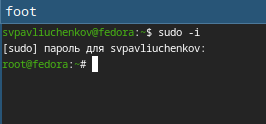 foot
svpavliuchenkov@fedora:~$ sudo -i
[sudo] пароль для svpavliuchenkov:
root@fedora:~#